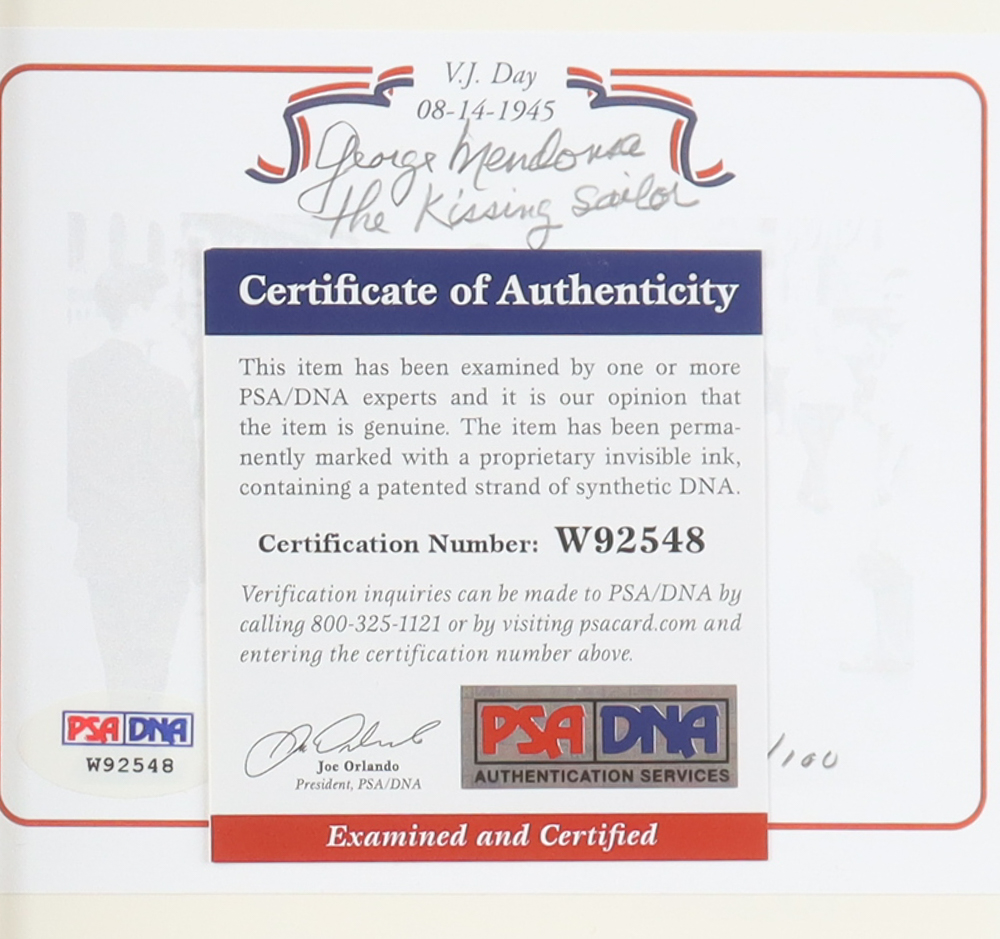 V.J. Day
08-14-1945
George Mendonsa
the Kissing Sailor
Certificate of Authenticity
This item has been examined by one or more
PSA/DNA experts and it is our opinion that
the item is genuine. The item has been perma-
nently marked with a proprietary invisible ink,
containing a patented strand of synthetic DNA.
Certification Number: W92548
Verification inquiries can be made to PSA/DNA by
calling 800-325-1121 or by visiting psacard.com and
entering the certification number above.
PSA DNA
W92548
Joe Orlando
President, PSA/DNA
PSA DNA
AUTHENTICATION SERVICES
/100
Examined and Certified